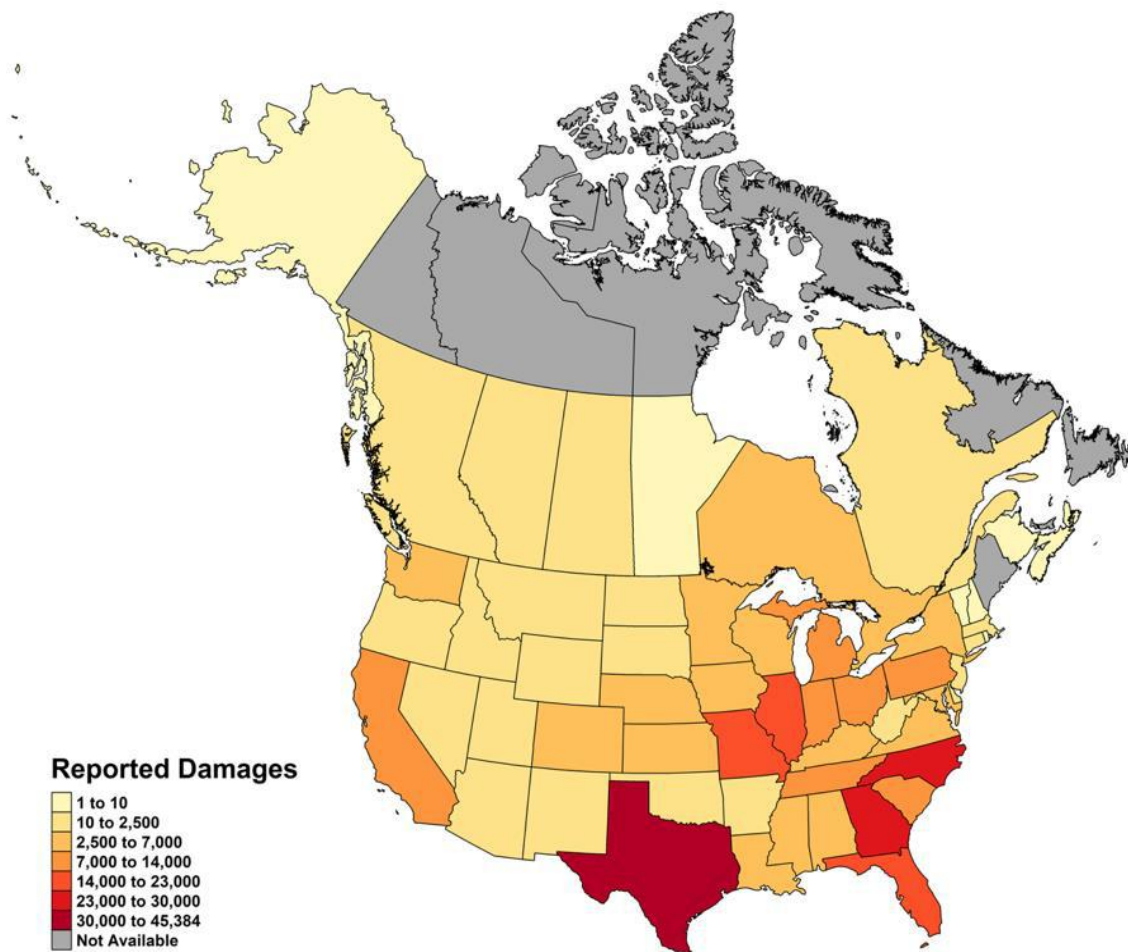 Reported Damages
1 to 10
10 to 2,500
2,500 to 7,000
7,000 to 14,000
14,000 to 23,000
23,000 to 30,000
30,000 to 45,384
Not Available